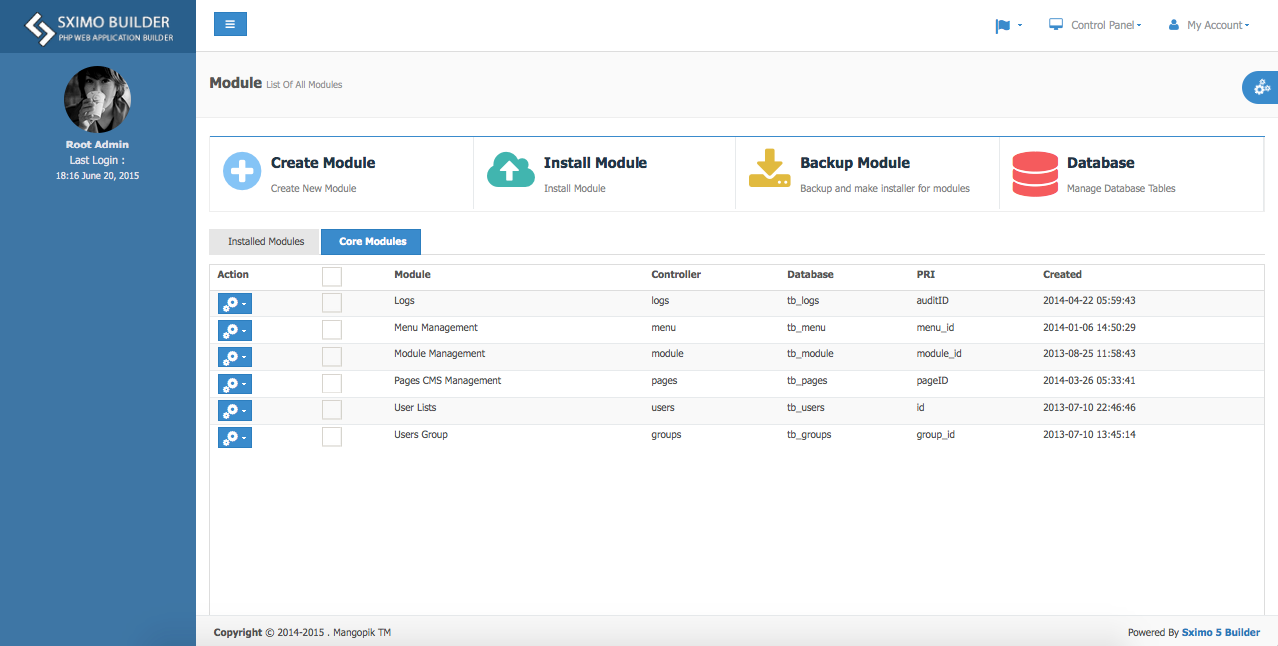 SXIMO BUILDER
PHP WEB APPLICATION BUILDER
Control Panel
My Account
Root Admin
Last Login :
18:16 June 20, 2015
Module List Of All Modules
Create Module
Create New Module
Install Module
Install Module
Backup Module
Backup and make installer for modules
Database
Manage Database Tables
Installed Modules Core Modules
Action Module Controller Database PRI Created
Logs logs tb_logs auditID 2014-04-22 05:59:43
Menu Management menu tb_menu menu_id 2014-01-06 14:50:29
Module Management module tb_module module_id 2013-08-25 11:58:43
Pages CMS Management pages tb_pages pageID 2014-03-26 05:33:41
User Lists users tb_users id 2013-07-10 22:46:46
Users Group groups tb_groups group_id 2013-07-10 13:45:14
Copyright © 2014-2015 . Mangopik TM
Powered By Sximo 5 Builder